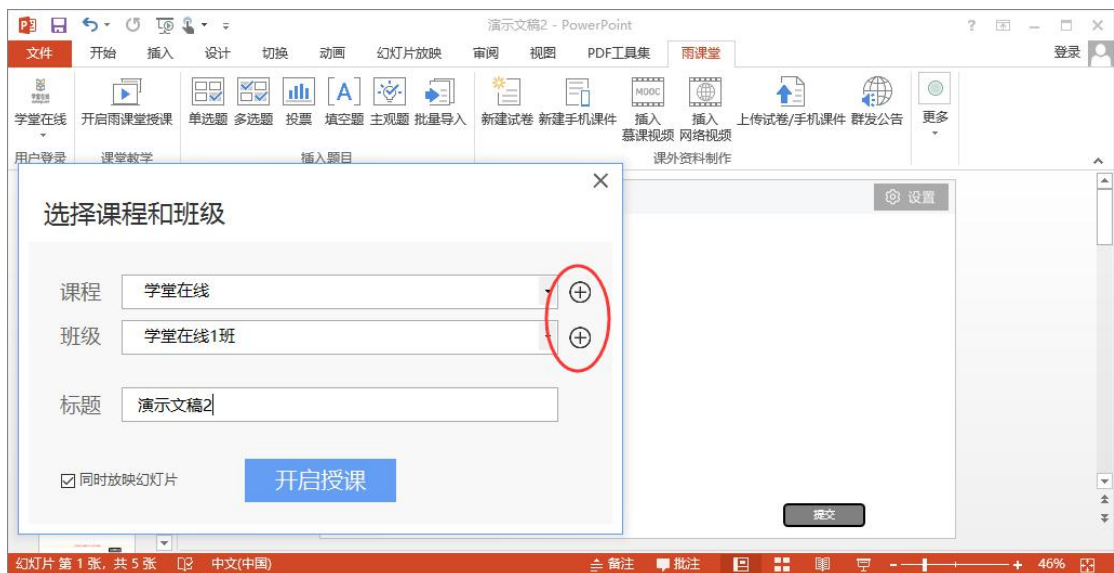 演示文稿2 - PowerPoint
文件 开始 插入 设计 切换 动画 幻灯片放映 审阅 视图 PDF工具集 雨课堂 登录
学堂在线 开启雨课堂授课 单选题 多选题 投票 填空题 主观题 批量导入 新建试卷 新建手机课件 插入慕课视频 插入网络视频 上传试卷/手机课件 群发公告 更多
MOOC
用户登录 课堂教学 插入题目 课外资料制作
设置
选择课程和班级
课程 学堂在线
班级 学堂在线1班
标题 演示文稿2
同时放映幻灯片 开启授课
提交
幻灯片 第1张, 共5张 中文(中国) 备注 批注 46%